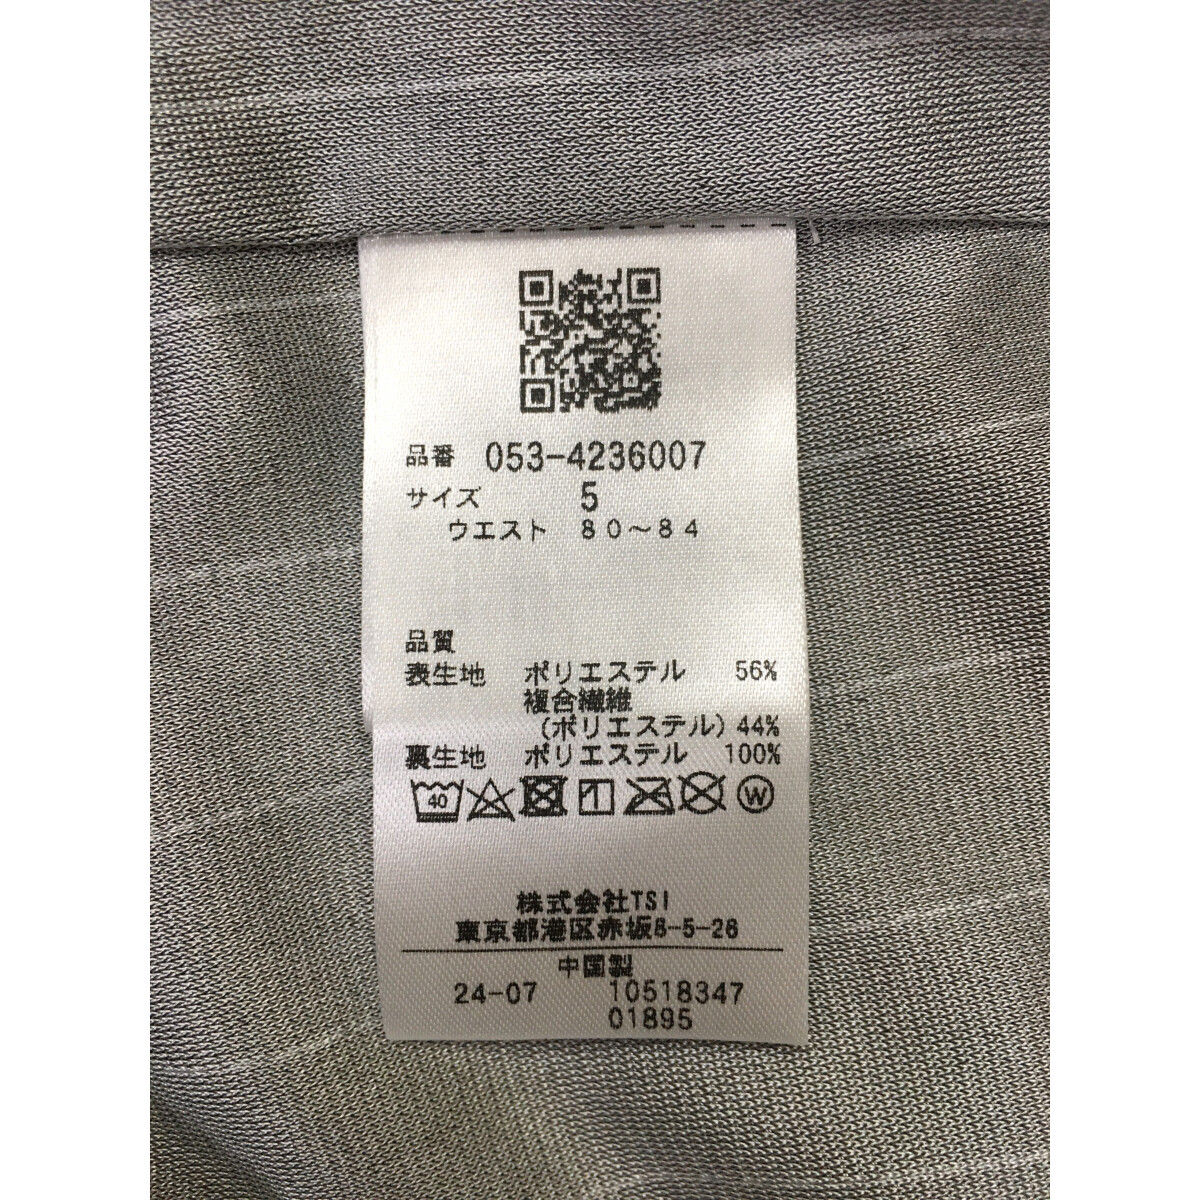 品番 053-4236007
サイズ 5
ウエスト 80～84
品質
表生地 ポリエステル 56%
複合繊維
(ポリエステル) 44%
裏生地 ポリエステル 100%
40 W
株式会社TSI
東京都港区赤坂8-5-28
中国製
24-07 10518347
01895